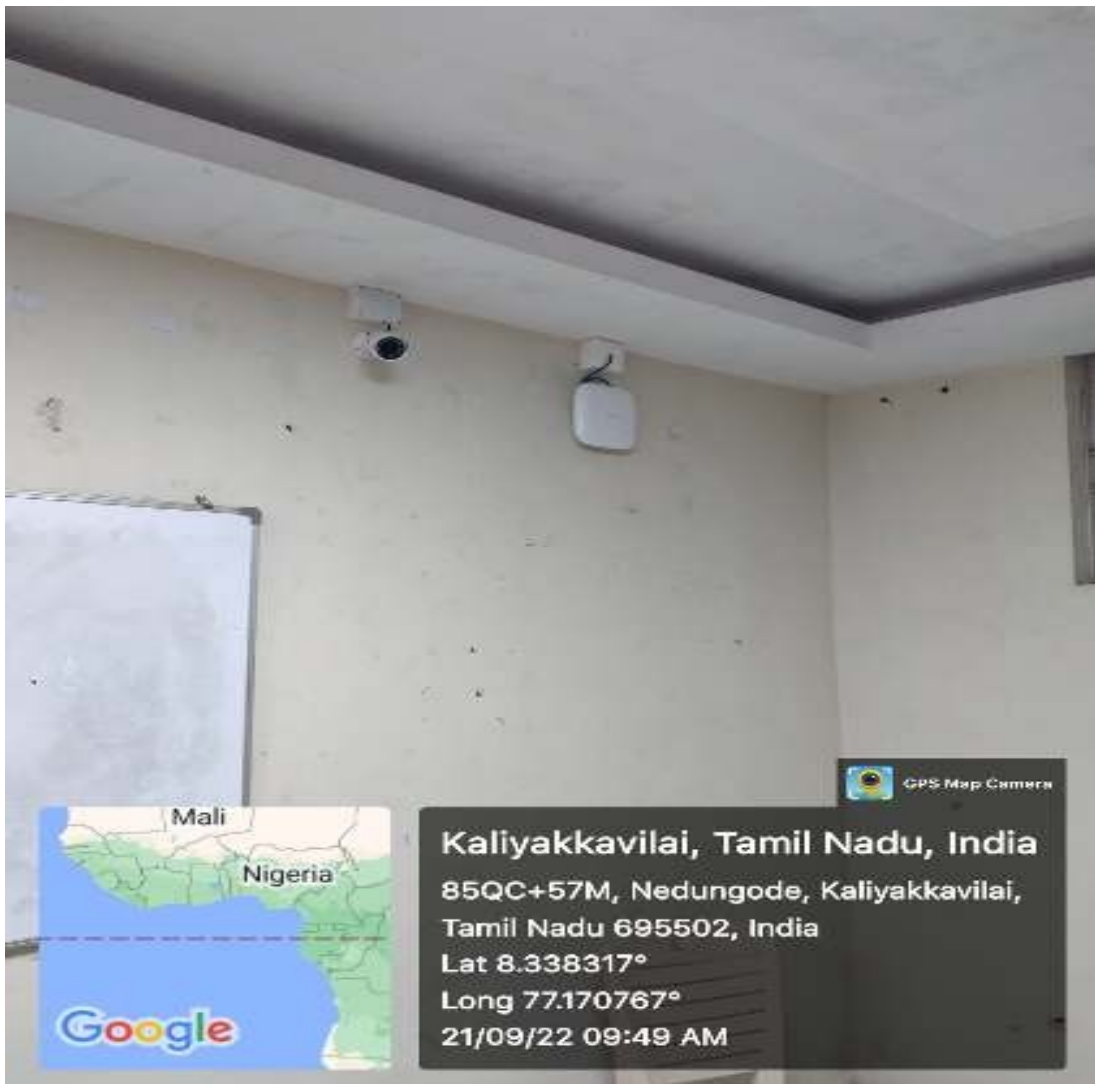 GPS Map Camera
Mali
Nigeria
Google
Kaliyakkavilai, Tamil Nadu, India
85QC+57M, Nedungode, Kaliyakkavilai,
Tamil Nadu 695502, India
Lat 8.338317°
Long 77.170767°
21/09/22 09:49 AM